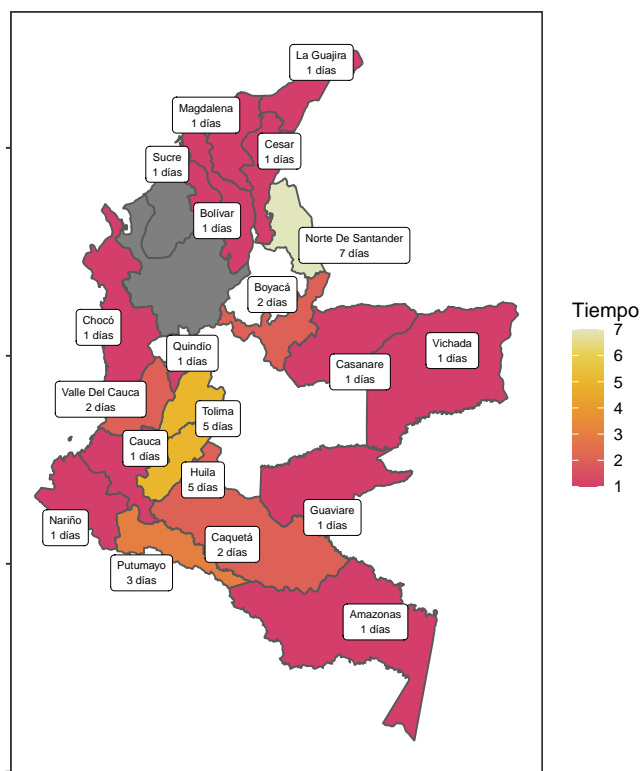 La Guajira
1 días
Magdalena
1 días
Cesar
1 días
Sucre
1 días
Bolívar
1 días
Norte De Santander
7 días
Boyacá
2 días
Chocó
1 días
Quindío
1 días
Casanare
1 días
Vichada
1 días
Valle Del Cauca
2 días
Tolima
5 días
Cauca
1 días
Huila
5 días
Nariño
1 días
Guaviare
1 días
Caquetá
2 días
Putumayo
3 días
Amazonas
1 días
Tiempo
7
6
5
4
3
2
1